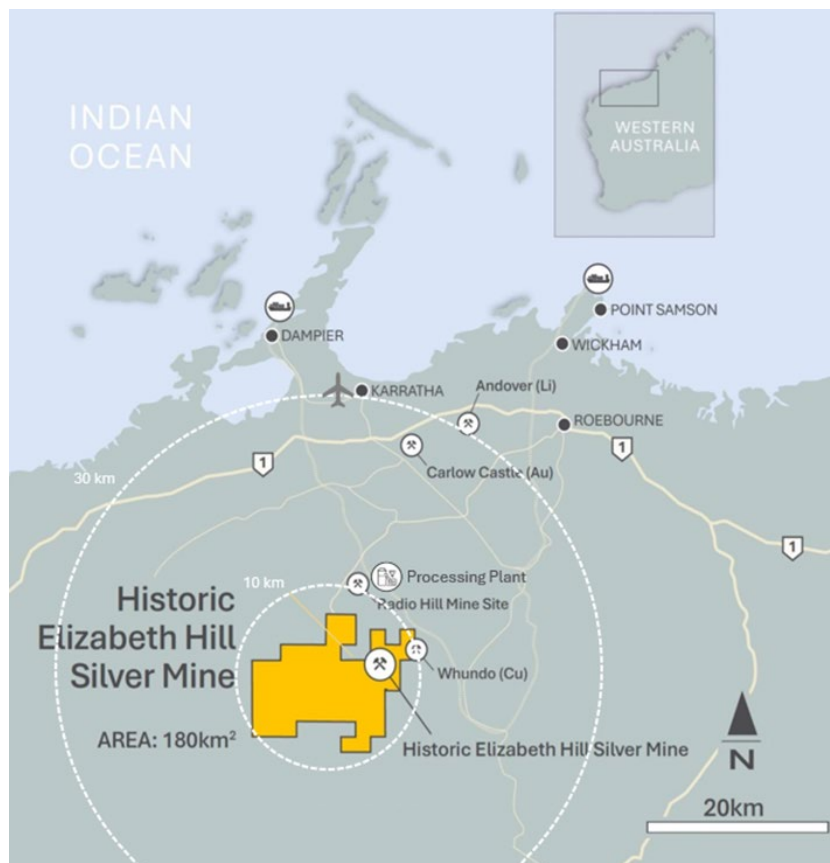 INDIAN
OCEAN
WESTERN
AUSTRALIA
POINT SAMSON
DAMPIER
WICKHAM
KARRATHA
Andover (Li)
ROEBOURNE
1
1
Carlow Castle (Au)
30 km
1
10 km
Processing Plant
Radio Hill Mine Site
Historic
Elizabeth Hill
Silver Mine
Whundo (Cu)
AREA: 180km²
Historic Elizabeth Hill Silver Mine
N
20km